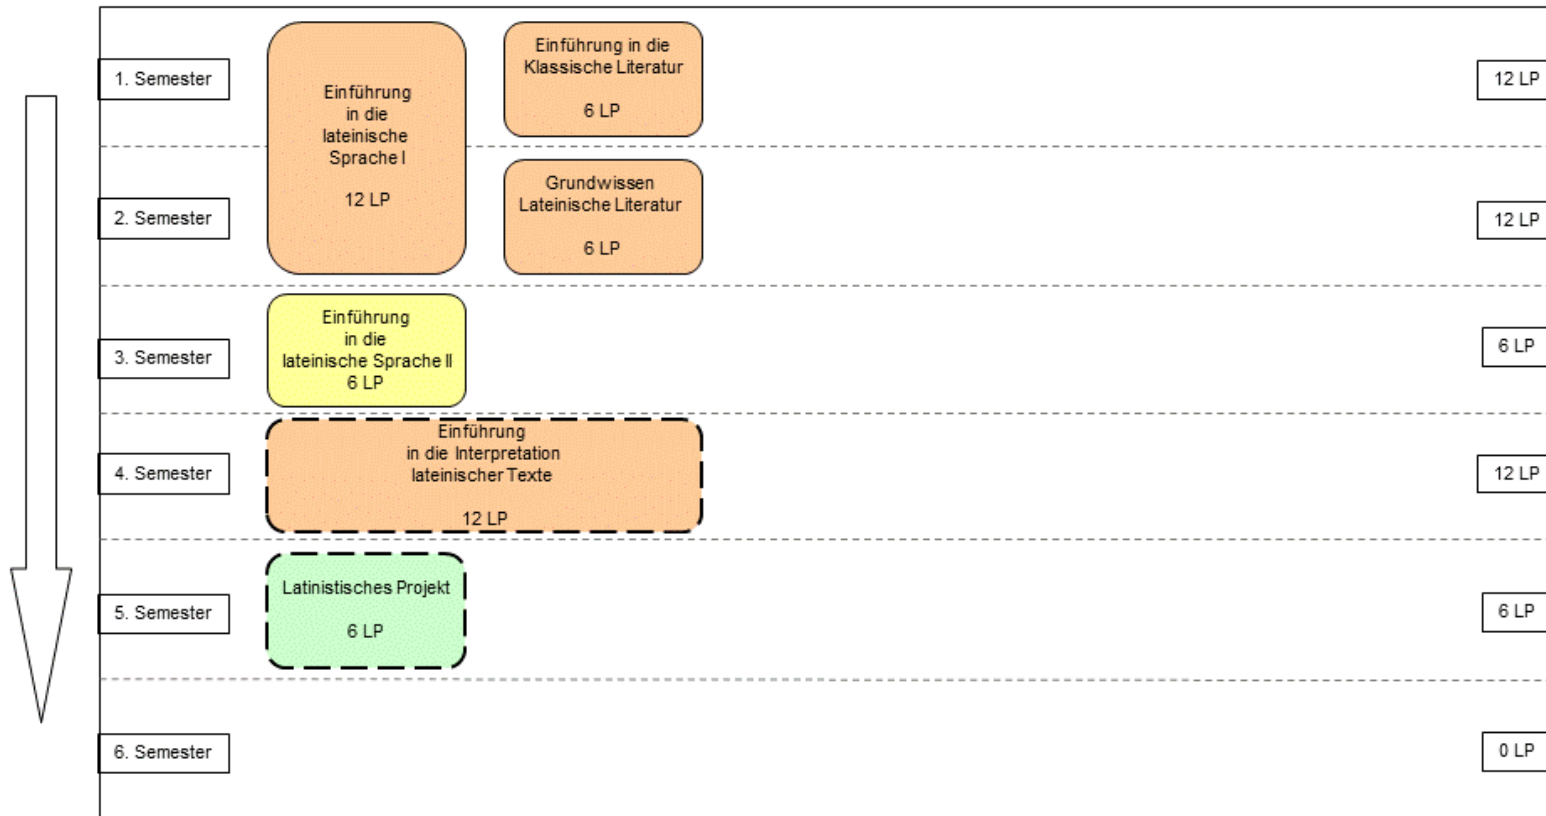 1. Semester
Einführung
in die
lateinische
Sprache I
12 LP
Einführung in die
Klassische Literatur
6 LP
12 LP
2. Semester
Grundwissen
Lateinische Literatur
6 LP
12 LP
3. Semester
Einführung
in die
lateinische Sprache II
6 LP
6 LP
4. Semester
Einführung
in die Interpretation
lateinischer Texte
12 LP
12 LP
5. Semester
Latinistisches Projekt
6 LP
6 LP
6. Semester
0 LP